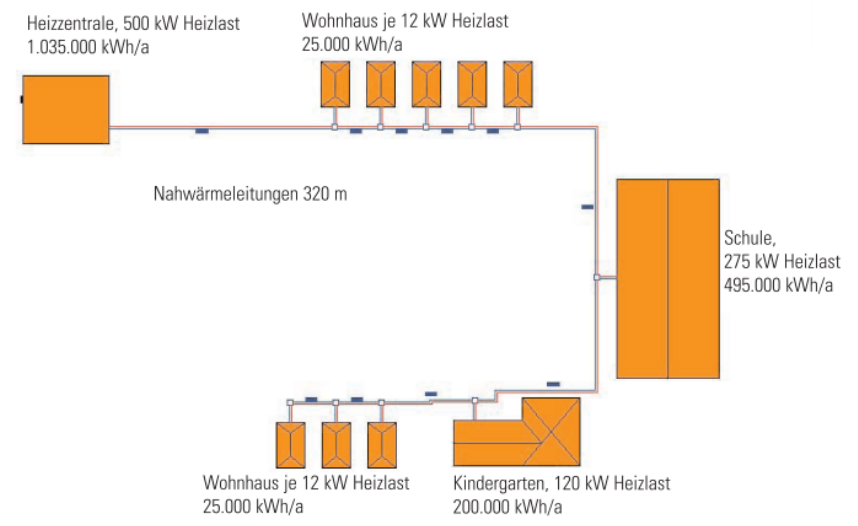 Heizzentrale, 500 kW Heizlast
1.035.000 kWh/a
Wohnhaus je 12 kW Heizlast
25.000 kWh/a
Nahwärmeleitungen 320 m
Schule,
275 kW Heizlast
495.000 kWh/a
Wohnhaus je 12 kW Heizlast
25.000 kWh/a
Kindergarten, 120 kW Heizlast
200.000 kWh/a